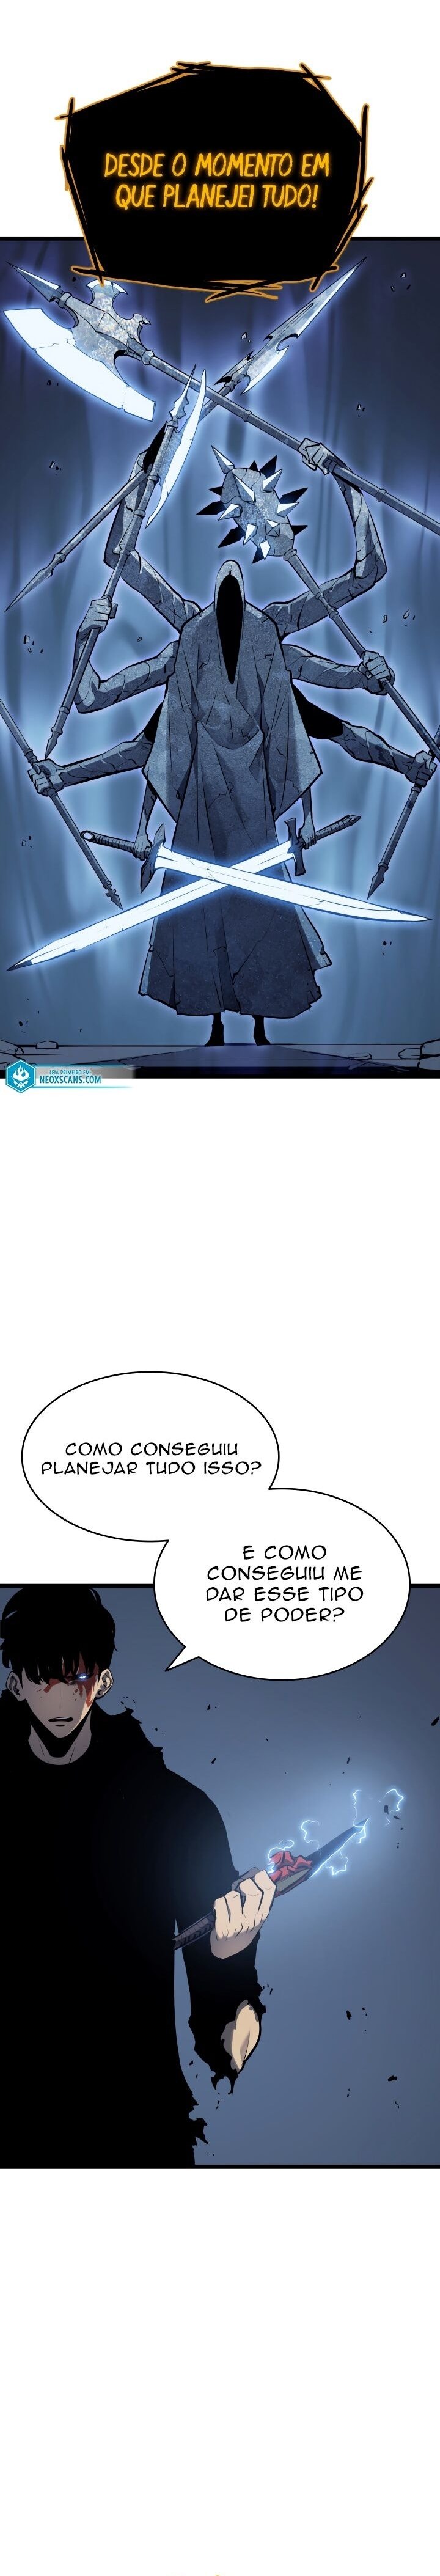 DESDE O MOMENTO EM
QUE PLANEJEI TUDO!
LEIA PRIMEIRO EM
NEOXSCANS.COM
COMO CONSEGUIU
PLANEJAR TUDO ISSO?
E COMO
CONSEGUIU ME
DAR ESSE TIPO
DE PODER?